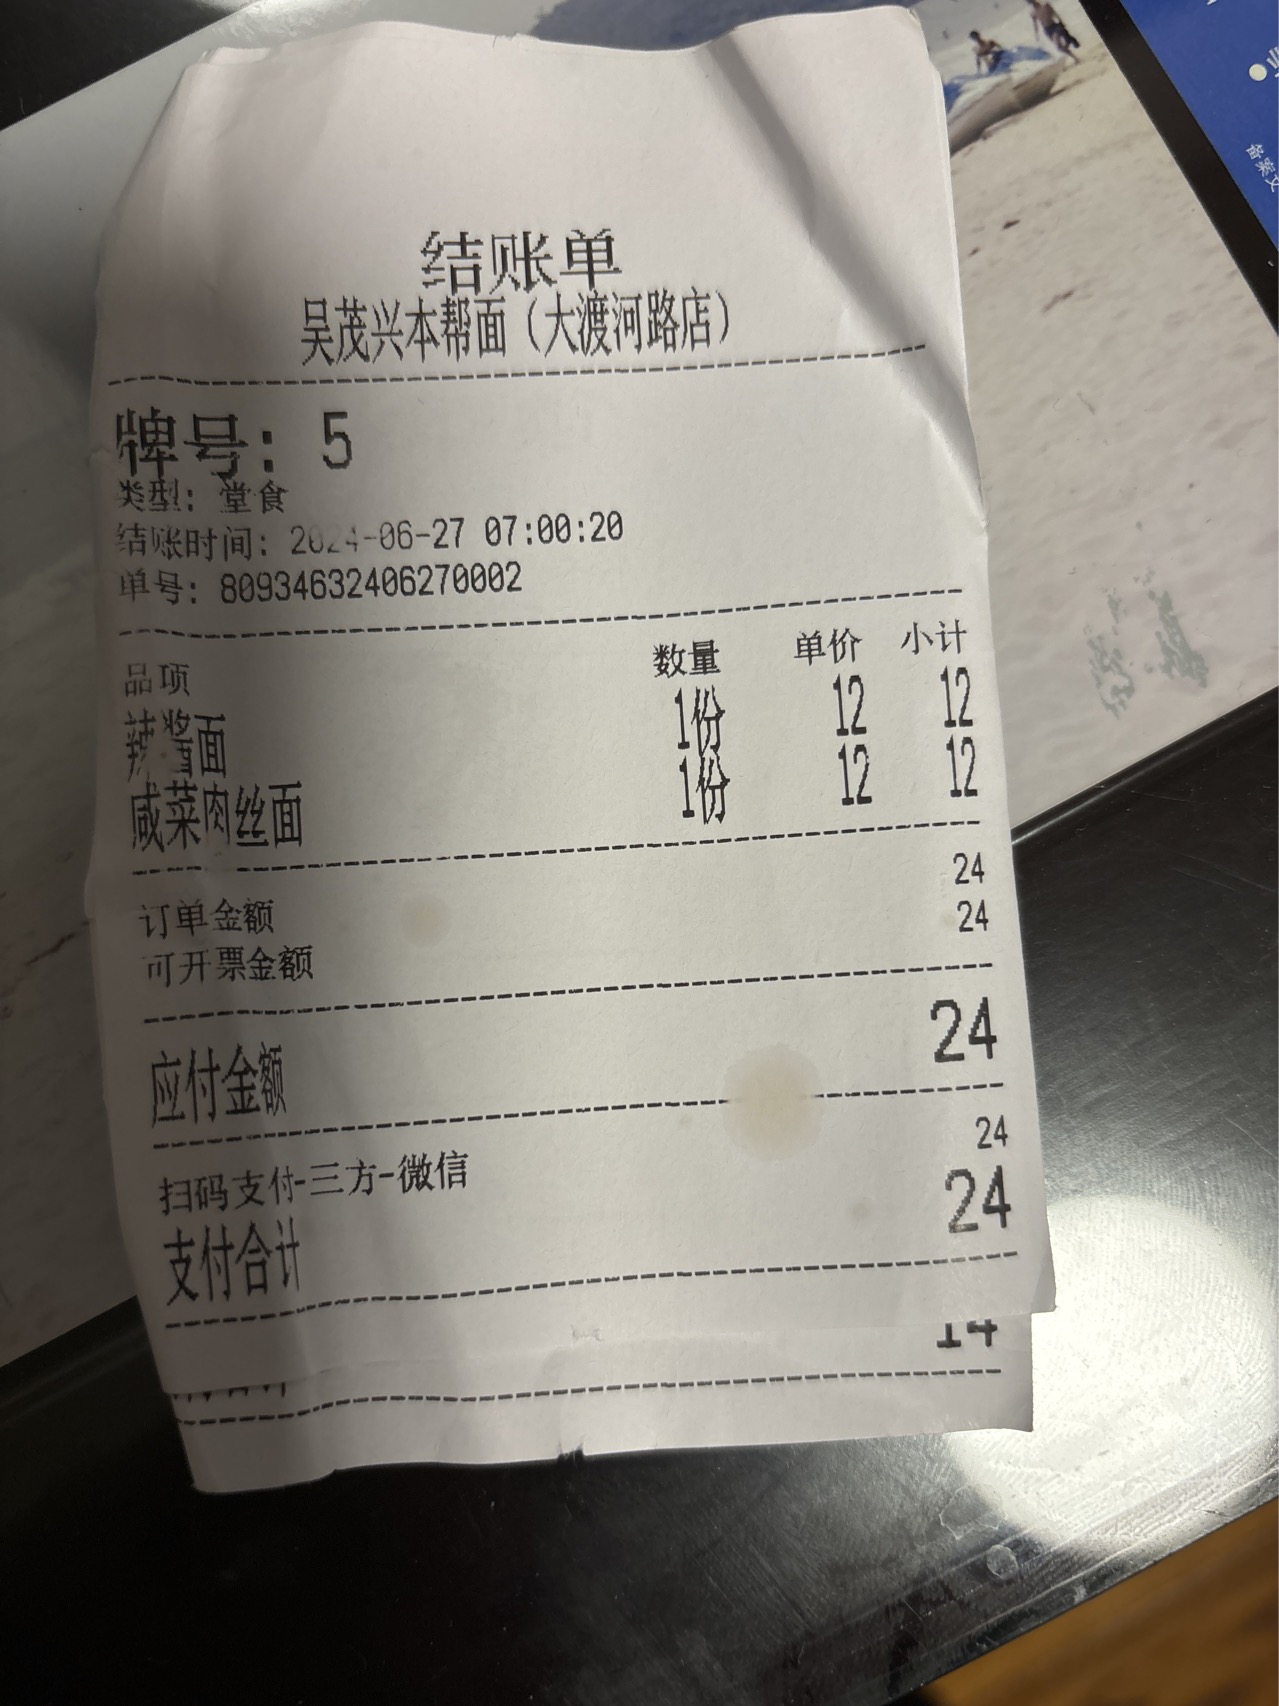 结账单
吴茂兴本帮面（大渡河路店）
牌号: 5
类型: 堂食
结账时间: 2024-06-27 07:00:20
单号: 80934632406270002
品项 数量 单价 小计
辣酱面 1份 12 12
咸菜肉丝面 1份 12 12
订单金额 24
可开票金额 24
应付金额 24
扫码支付-三方-微信 24
支付合计 24
14
备案文